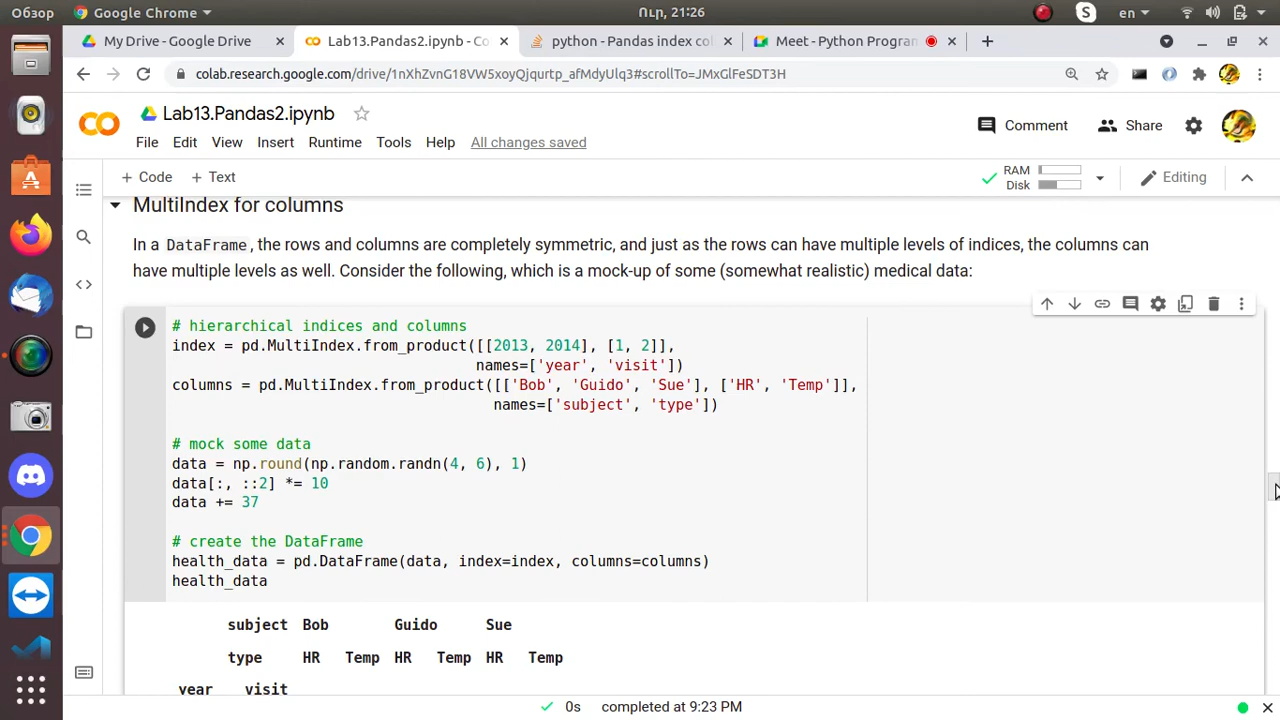 Обзор
Google Chrome
Ուր, 21:26
S
en
My Drive - Google Drive
Lab13.Pandas2.ipynb - Co
python - Pandas index co
Meet - Python Progra
colab.research.google.com/drive/1nXhZvnG18VW5xoyQjqurtp_afMdyUlq3#scrollTo=JMxGlFeSDT3H
Lab13.Pandas2.ipynb
Comment
Share
File Edit View Insert Runtime Tools Help All changes saved
+ Code + Text
RAM
Disk
Editing
MultiIndex for columns
In a DataFrame, the rows and columns are completely symmetric, and just as the rows can have multiple levels of indices, the columns can
have multiple levels as well. Consider the following, which is a mock-up of some (somewhat realistic) medical data:
# hierarchical indices and columns
index = pd.MultiIndex.from_product([[2013, 2014], [1, 2]],
names=['year', 'visit'])
columns = pd.MultiIndex.from_product([['Bob', 'Guido', 'Sue'], ['HR', 'Temp']],
names=['subject', 'type'])
# mock some data
data = np.round(np.random.randn(4, 6), 1)
data[:, ::2] *= 10
data += 37
# create the DataFrame
health_data = pd.DataFrame(data, index=index, columns=columns)
health_data
subject Bob Guido Sue
type HR Temp HR Temp HR Temp
year visit
0s completed at 9:23 PM